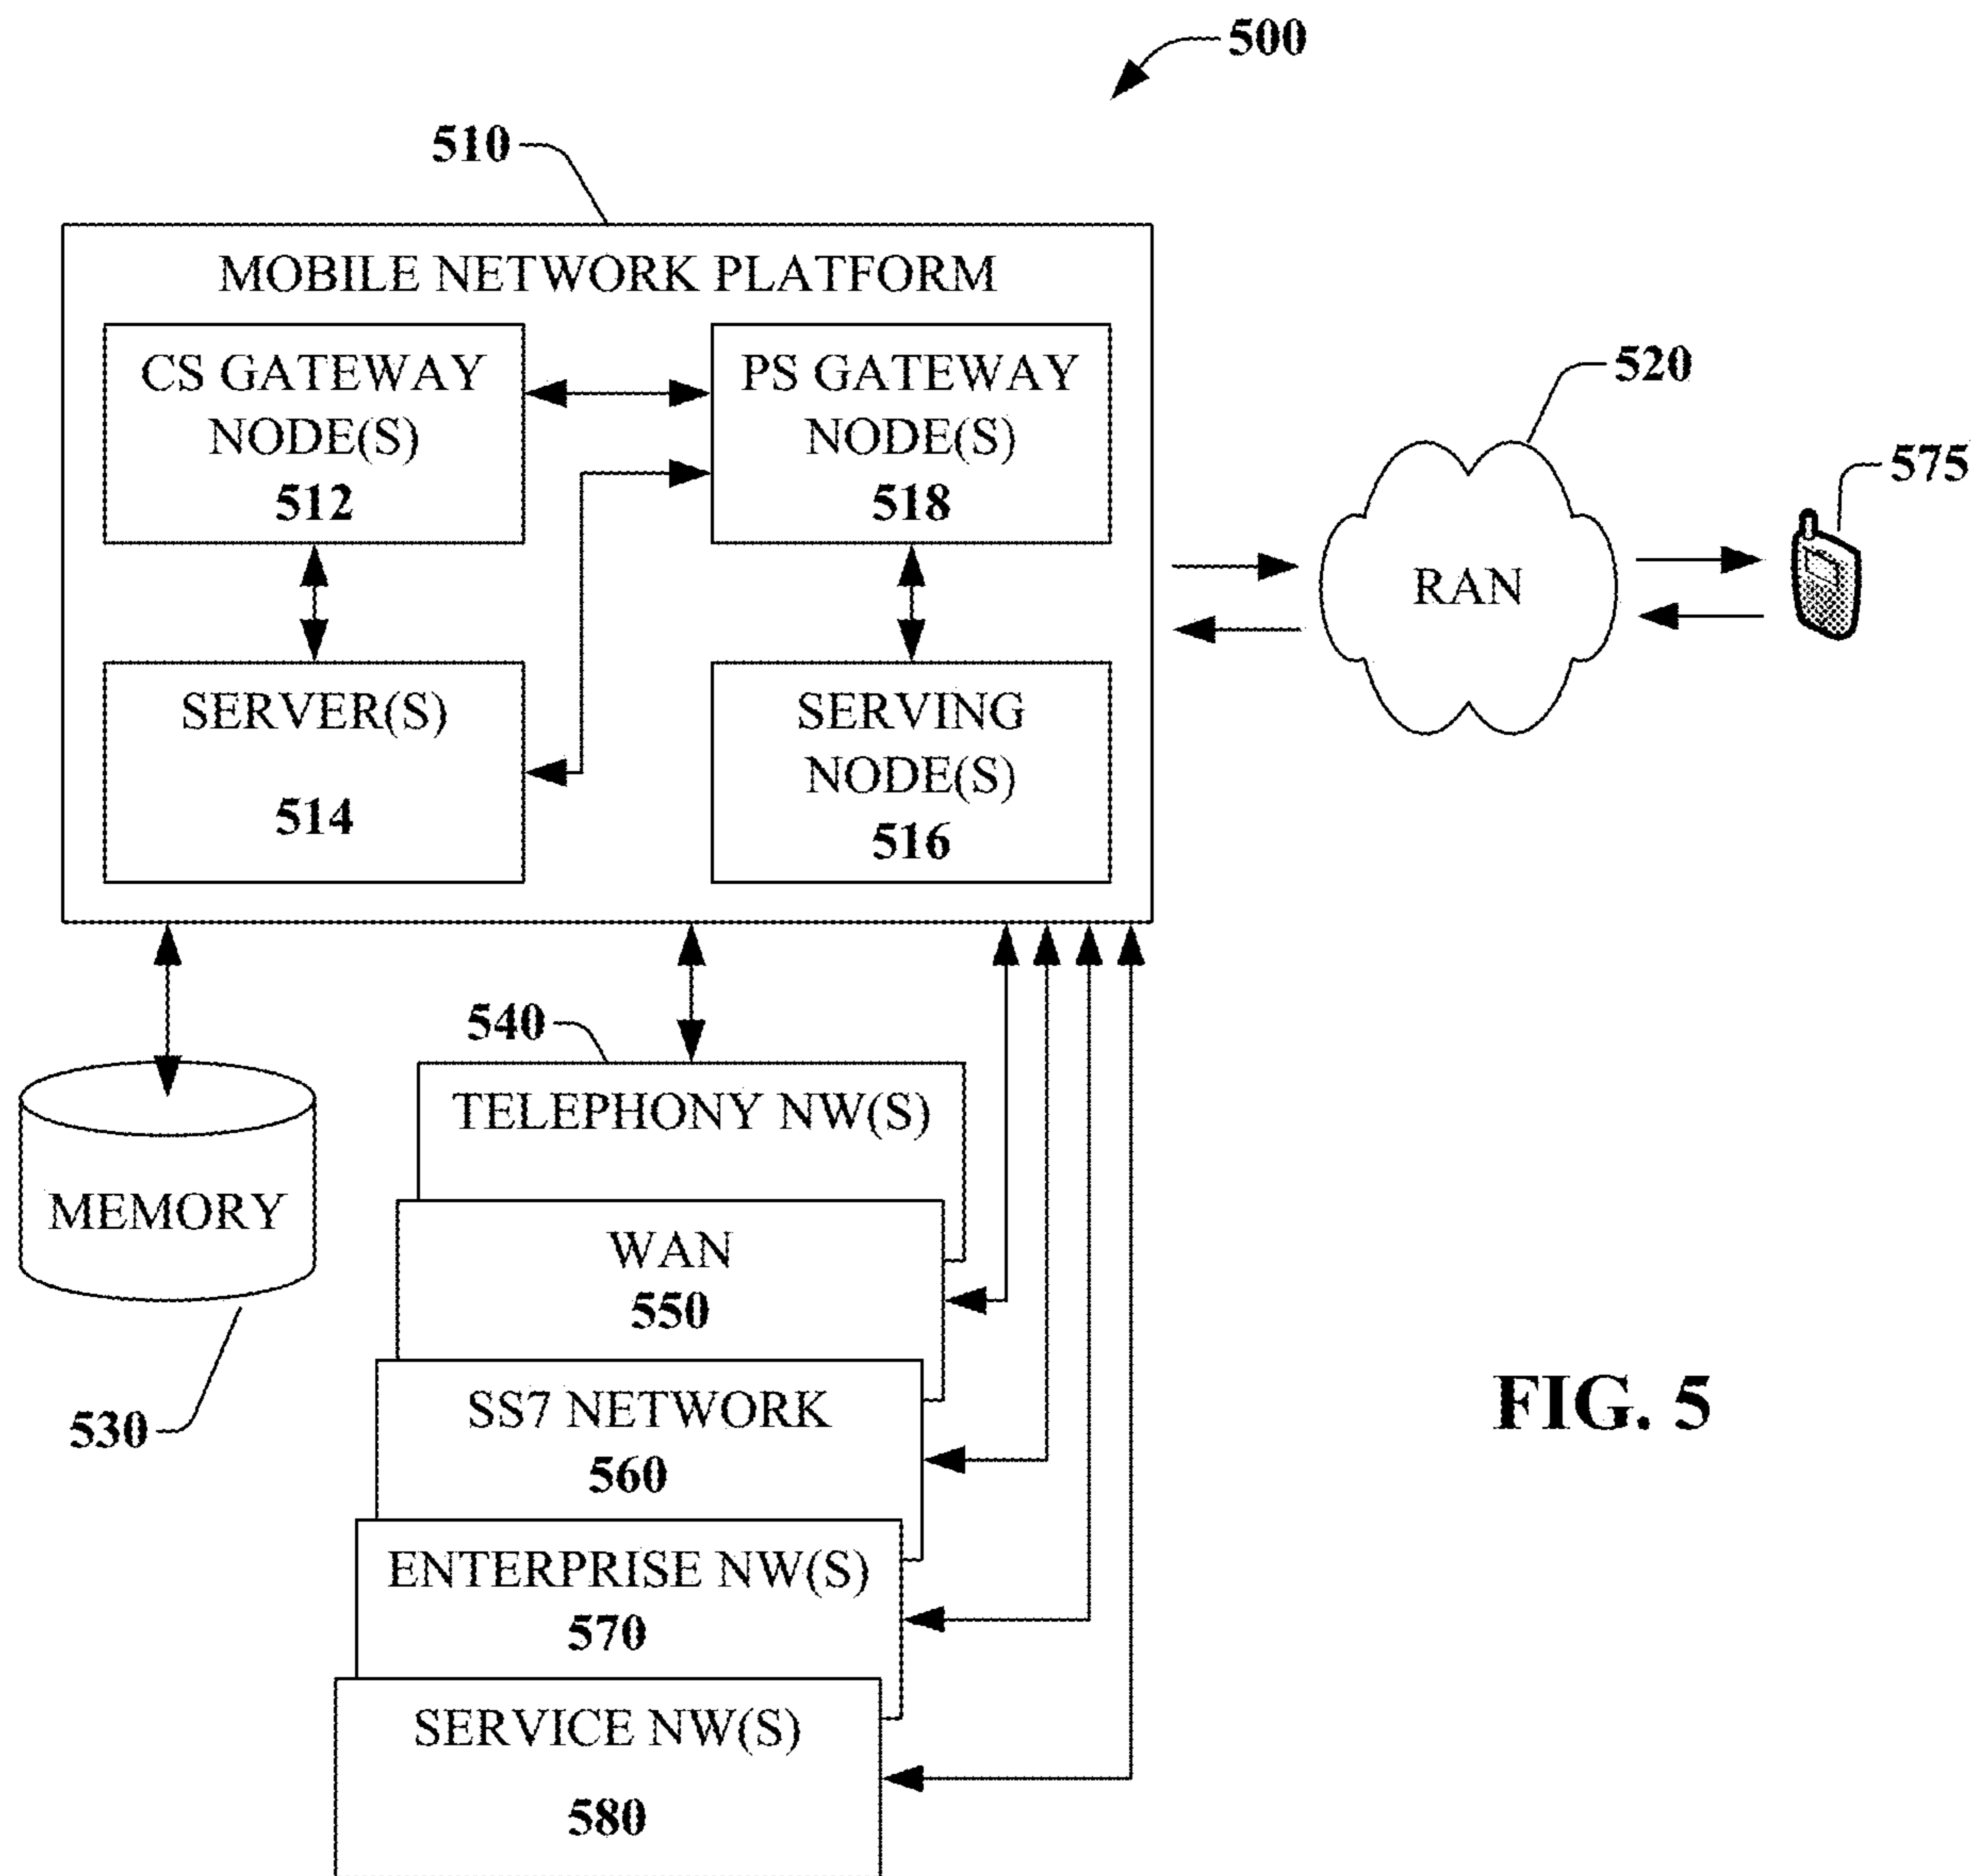 500
510
MOBILE NETWORK PLATFORM
CS GATEWAY
NODE(S)
512
PS GATEWAY
NODE(S)
518
SERVER(S)
514
SERVING
NODE(S)
516
520
RAN
575
540
TELEPHONY NW(S)
MEMORY
530
WAN
550
SS7 NETWORK
560
ENTERPRISE NW(S)
570
SERVICE NW(S)
580
FIG. 5